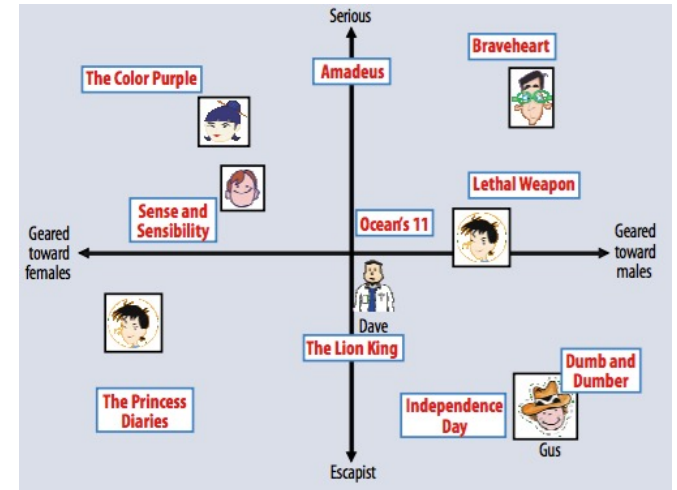 Serious
Braveheart
The Color Purple
Amadeus
Lethal Weapon
Sense and
Sensibility
Ocean's 11
Geared
toward
females
Geared
toward
males
Dave
The Lion King
Dumb and
Dumber
The Princess
Diaries
Independence
Day
Gus
Escapist